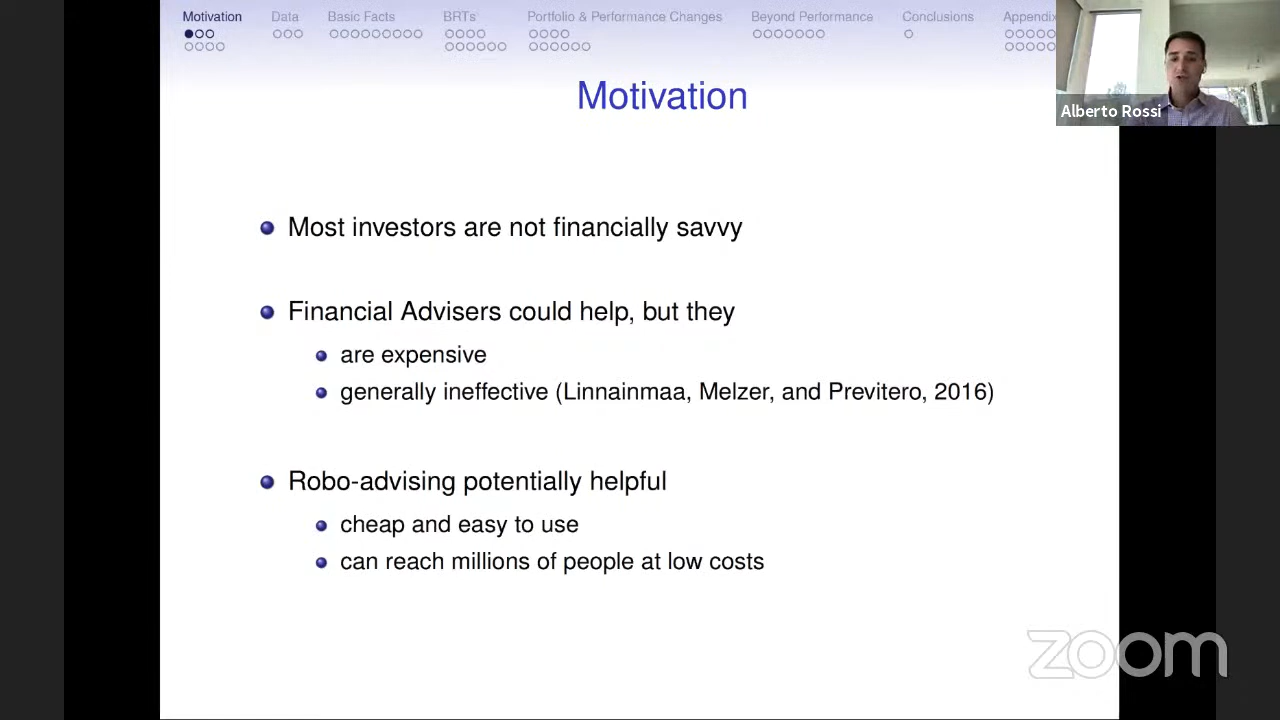 Motivation Data Basic Facts BRTs Portfolio & Performance Changes Beyond Performance Conclusions Appendix
Alberto Rossi
Motivation
Most investors are not financially savvy
Financial Advisers could help, but they
are expensive
generally ineffective (Linnainmaa, Melzer, and Previtero, 2016)
Robo-advising potentially helpful
cheap and easy to use
can reach millions of people at low costs
zoom